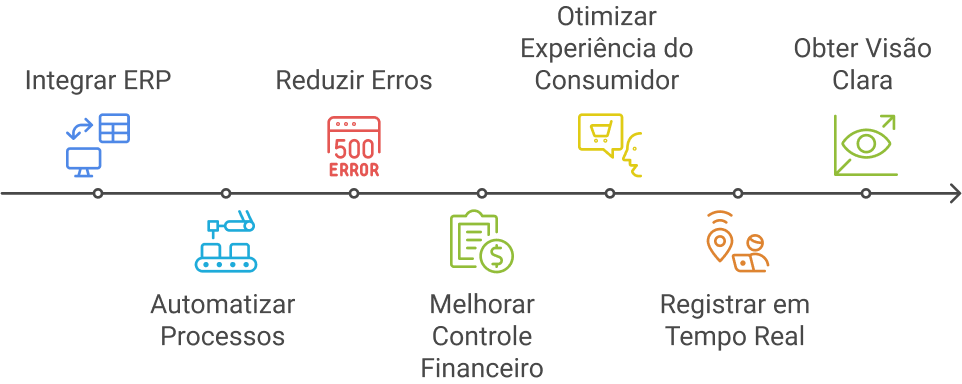 Integrar ERP
Automatizar
Processos
Reduzir Erros
500
ERROR
Melhorar
Controle
Financeiro
$
Otimizar
Experiência do
Consumidor
Registrar em
Tempo Real
Obter Visão
Clara